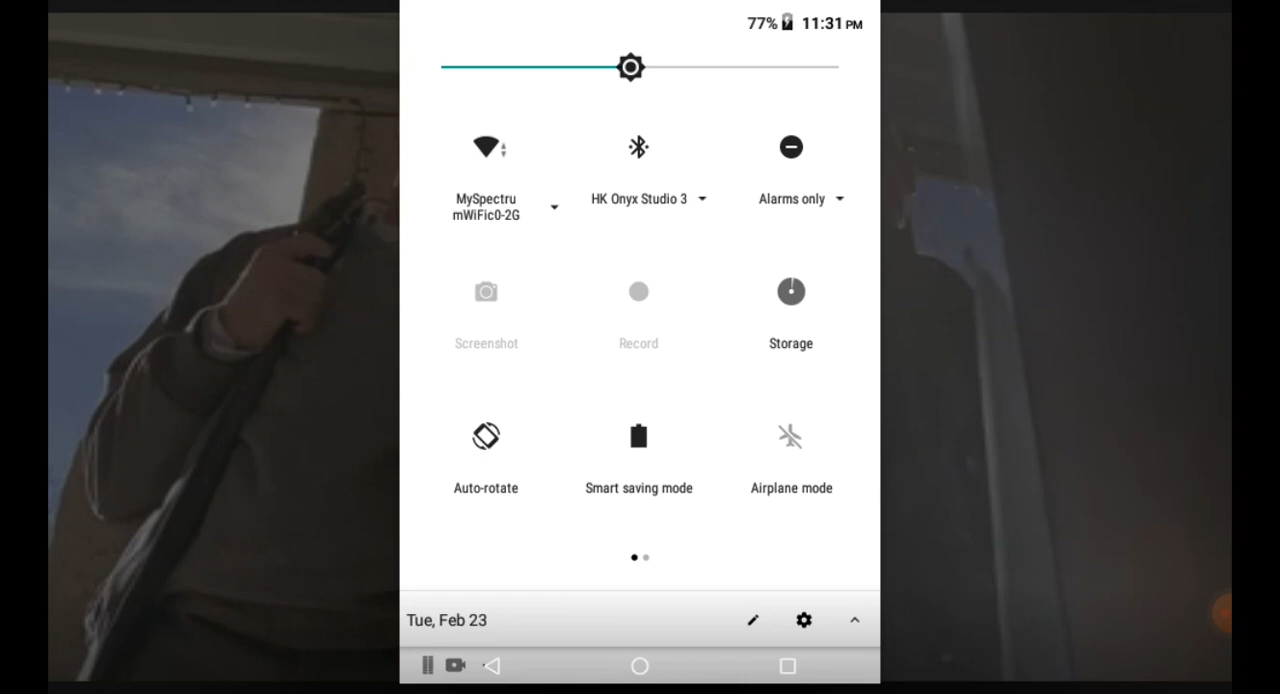 77% 11:31 PM
MySpectru
mWiFic0-2G
HK Onyx Studio 3
Alarms only
Screenshot
Record
Storage
Auto-rotate
Smart saving mode
Airplane mode
Tue, Feb 23